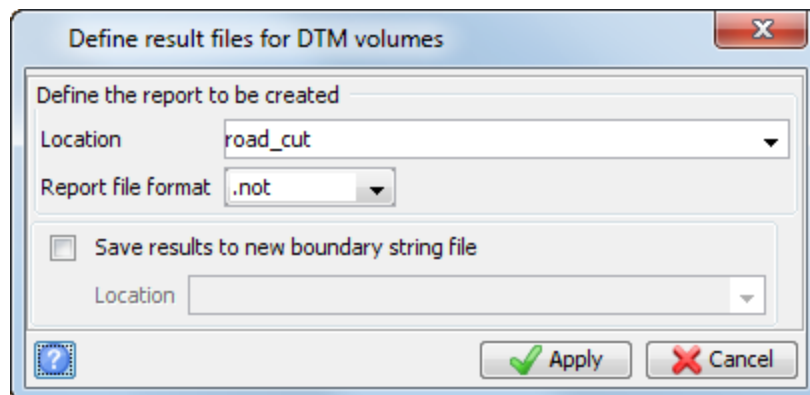 Define result files for DTM volumes
Define the report to be created
Location road_cut
Report file format .not
Save results to new boundary string file
Location
? Apply Cancel